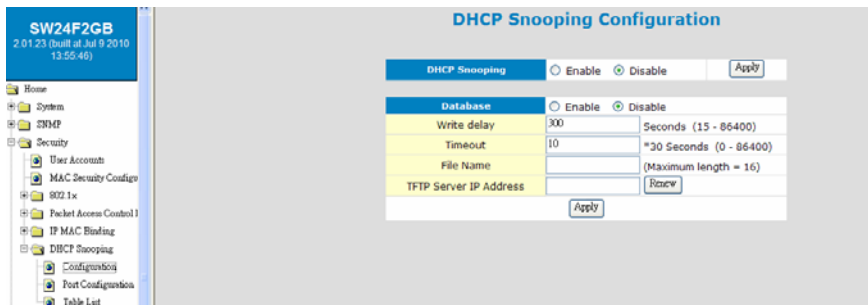 SW24F2GB
2.01.23 (built at Jul 9 2010
13:55:46)
Home
System
SNMP
Security
User Accounts
MAC Security Configu
802.1x
Packet Access Control
IP MAC Binding
DHCP Snooping
Configuration
Port Configuration
Table List
DHCP Snooping Configuration
DHCP Snooping Enable Disable Apply
Database Enable Disable
Write delay 300 Seconds (15 - 86400)
Timeout 10 *30 Seconds (0 - 86400)
File Name (Maximum length = 16)
TFTP Server IP Address Renew
Apply